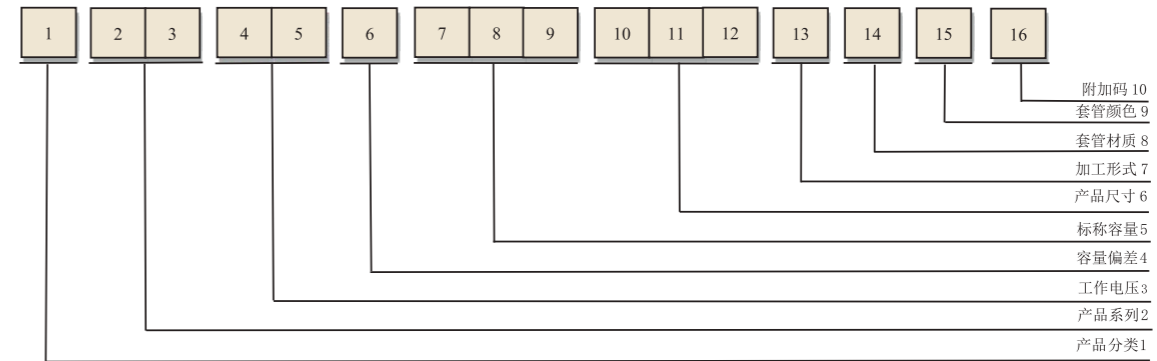 1 2 3 4 5 6 7 8 9 10 11 12 13 14 15 16
附加码 10
套管颜色 9
套管材质 8
加工形式 7
产品尺寸 6
标称容量5
容量偏差4
工作电压3
产品系列2
产品分类1